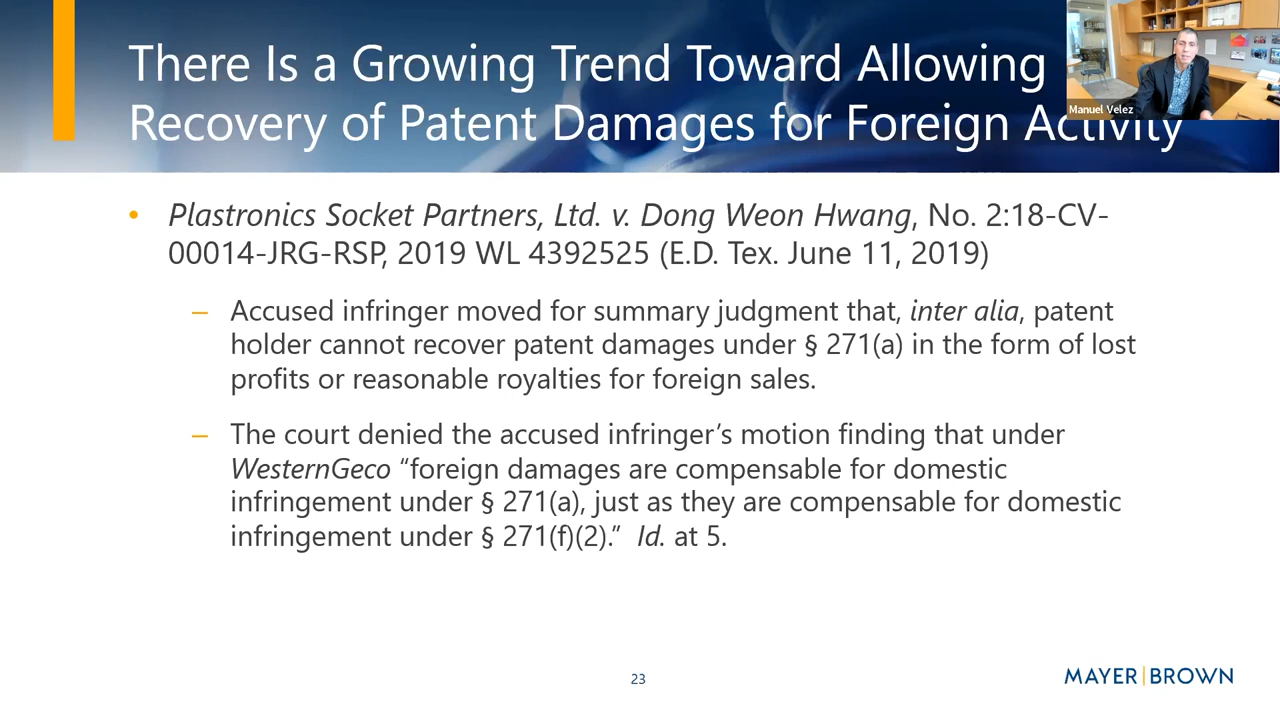 There Is a Growing Trend Toward Allowing
Recovery of Patent Damages for Foreign Activity
Manuel Velez
• Plastronics Socket Partners, Ltd. v. Dong Weon Hwang, No. 2:18-CV-
00014-JRG-RSP, 2019 WL 4392525 (E.D. Tex. June 11, 2019)
– Accused infringer moved for summary judgment that, inter alia, patent
holder cannot recover patent damages under § 271(a) in the form of lost
profits or reasonable royalties for foreign sales.
– The court denied the accused infringer’s motion finding that under
WesternGeco “foreign damages are compensable for domestic
infringement under § 271(a), just as they are compensable for domestic
infringement under § 271(f)(2).” Id. at 5.
23
MAYER|BROWN